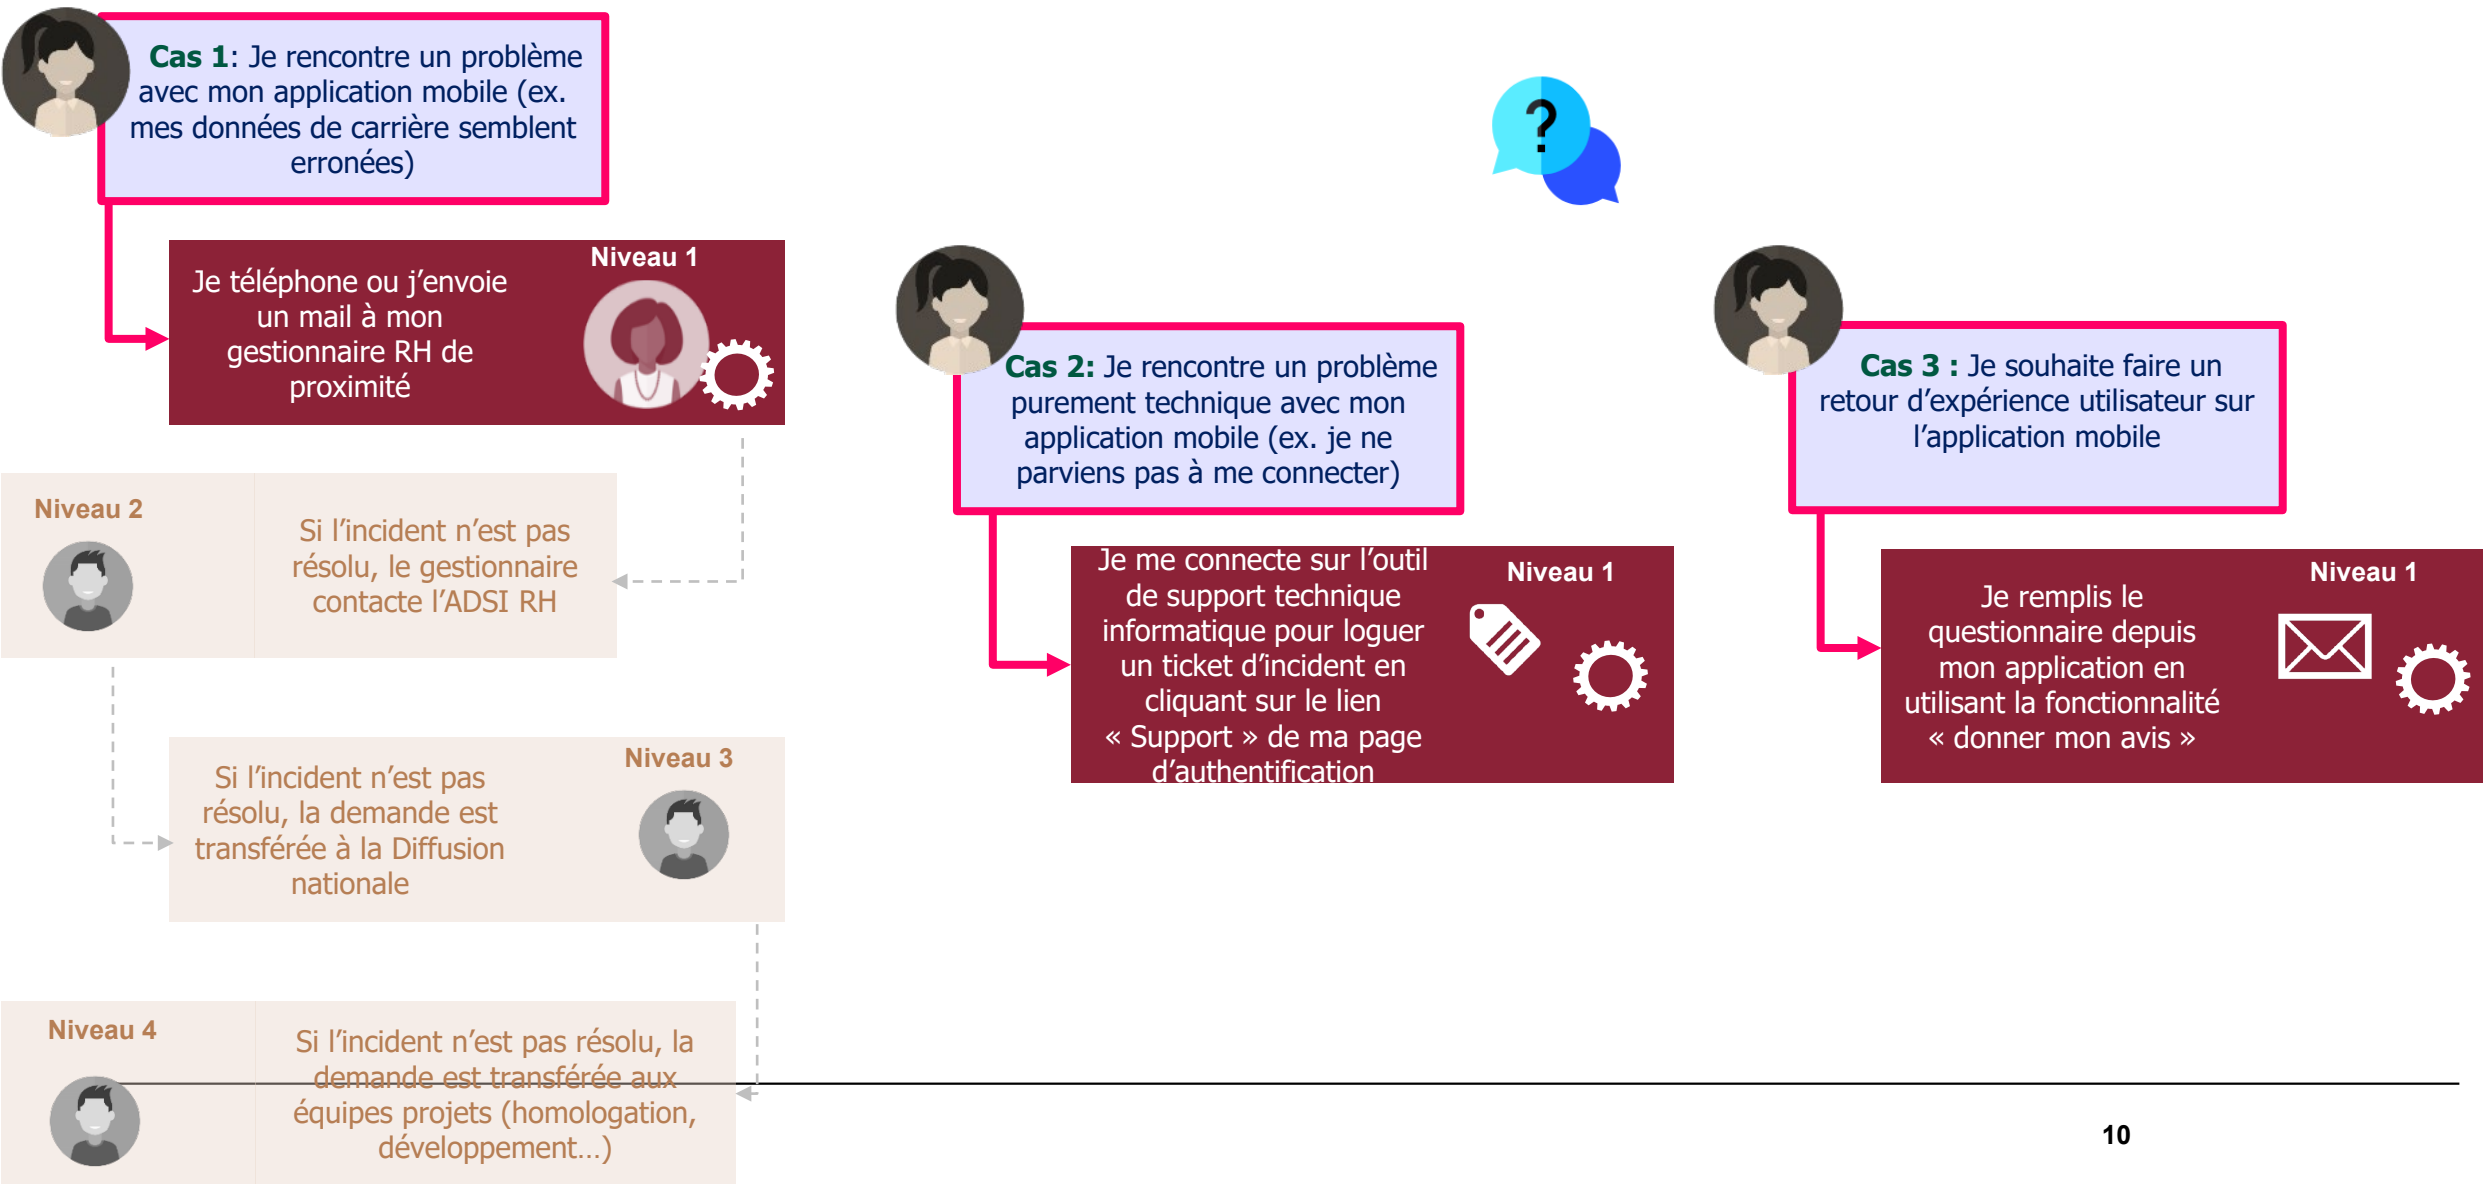 Cas 1: Je rencontre un problème
avec mon application mobile (ex.
mes données de carrière semblent
erronées)
Niveau 1
Je téléphone ou j’envoie
un mail à mon
gestionnaire RH de
proximité
Niveau 2
Si l’incident n’est pas
résolu, le gestionnaire
contacte l’ADSI RH
Niveau 3
Si l’incident n’est pas
résolu, la demande est
transférée à la Diffusion
nationale
Niveau 4
Si l’incident n’est pas résolu, la
demande est transférée aux
équipes projets (homologation,
développement…)
?
Cas 2: Je rencontre un problème
purement technique avec mon
application mobile (ex. je ne
parviens pas à me connecter)
Je me connecte sur l’outil
de support technique
informatique pour loguer
un ticket d’incident en
cliquant sur le lien
« Support » de ma page
d’authentification
Niveau 1
Cas 3 : Je souhaite faire un
retour d’expérience utilisateur sur
l’application mobile
Niveau 1
Je remplis le
questionnaire depuis
mon application en
utilisant la fonctionnalité
« donner mon avis »
10